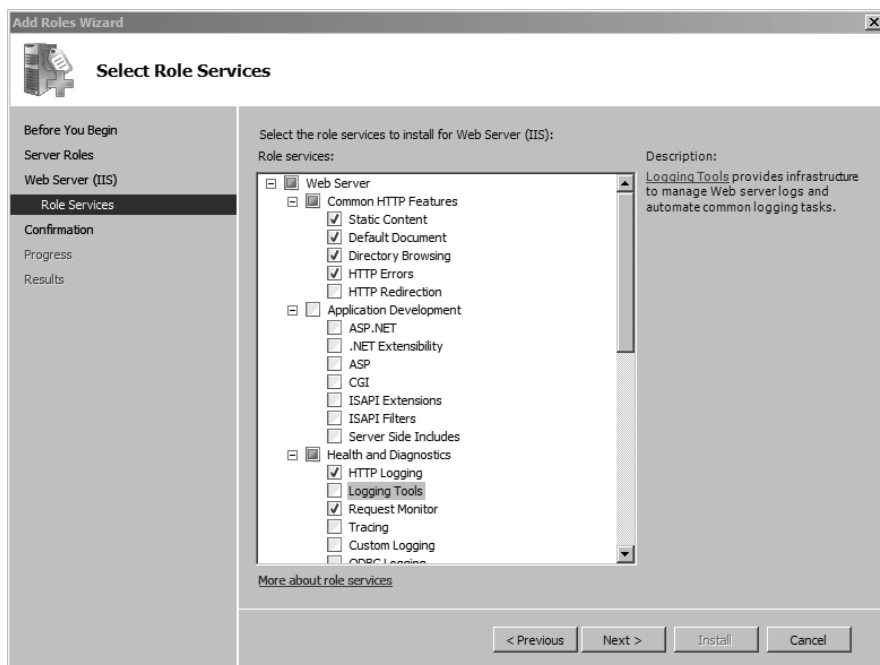 Add Roles Wizard
Select Role Services
Before You Begin
Server Roles
Web Server (IIS)
Role Services
Confirmation
Progress
Results
Select the role services to install for Web Server (IIS):
Role services:
Web Server
Common HTTP Features
Static Content
Default Document
Directory Browsing
HTTP Errors
HTTP Redirection
Application Development
ASP.NET
.NET Extensibility
ASP
CGI
ISAPI Extensions
ISAPI Filters
Server Side Includes
Health and Diagnostics
HTTP Logging
Logging Tools
Request Monitor
Tracing
Custom Logging
ODBC Logging
More about role services
Description:
Logging Tools provides infrastructure
to manage Web server logs and
automate common logging tasks.
< Previous
Next >
Install
Cancel